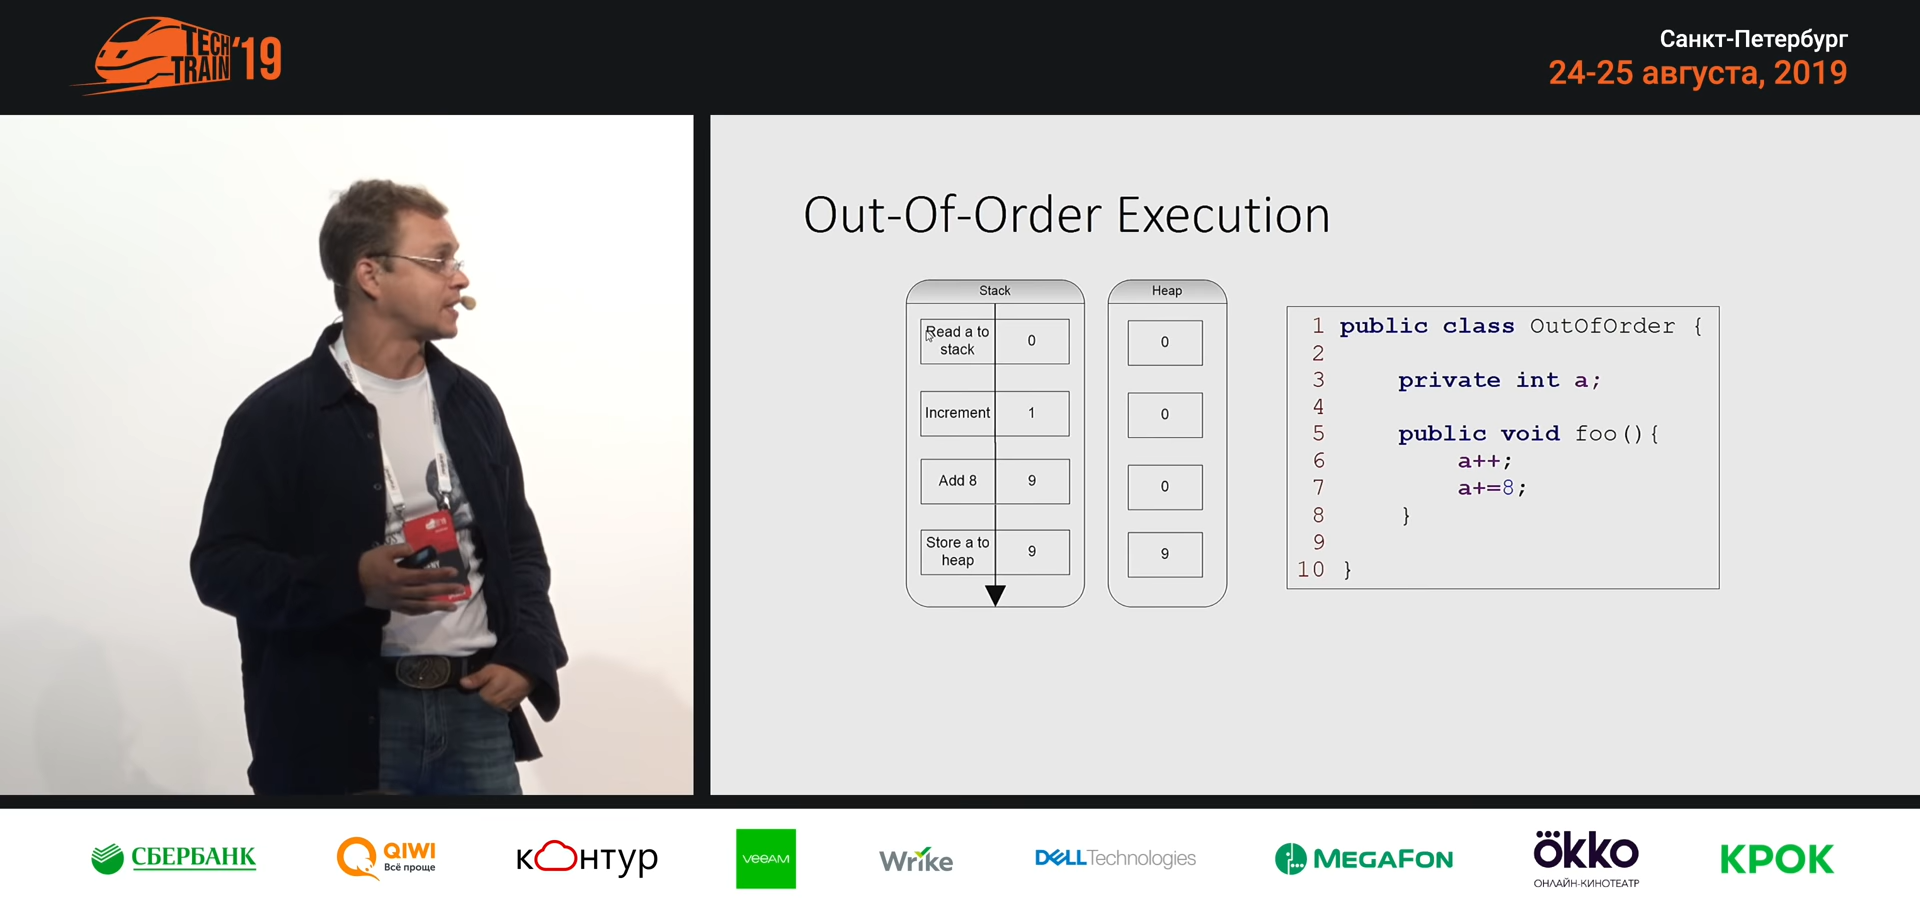 TECH
TRAIN'19
Санкт-Петербург
24-25 августа, 2019
Out-Of-Order Execution
Stack
Read a to
stack
0
Increment
1
Add 8
9
Store a to
heap
9
Heap
0
0
0
9
1 public class OutOfOrder {
2
3 private int a;
4
5 public void foo(){
6 a++;
7 a+=8;
8 }
9
10 }
СБЕРБАНК
QIWI
Всё проще
контур
veeam
Wrike
DELLTechnologies
MEGAFON
ökko
ОНЛАЙН-КИНОТЕАТР
КРОК